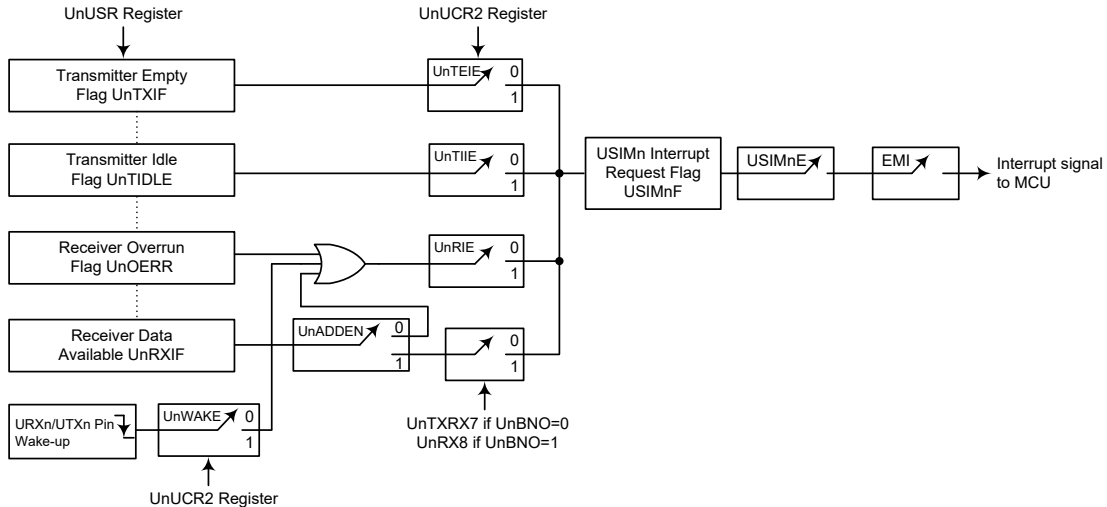 UnUSR Register
UnUCR2 Register
Transmitter Empty
Flag UnTXIF
UnTEIE
0
1
Transmitter Idle
Flag UnTIDLE
UnTIIE
0
1
USIMn Interrupt
Request Flag
USIMnF
USIMnE
EMI
Interrupt signal
to MCU
Receiver Overrun
Flag UnOERR
UnRIE
0
1
Receiver Data
Available UnRXIF
UnADDEN
0
1
0
1
URXn/UTXn Pin
Wake-up
UnWAKE
0
1
UnTXRX7 if UnBNO=0
UnRX8 if UnBNO=1
UnUCR2 Register